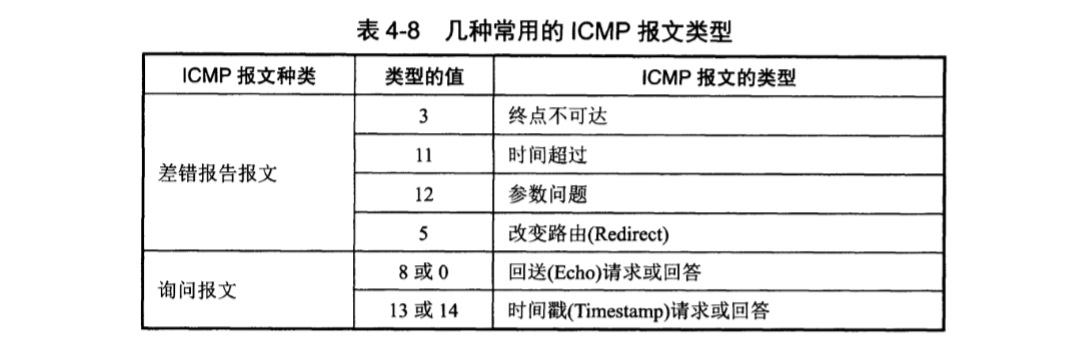 表 4-8 几种常用的 ICMP 报文类型
ICMP 报文种类 类型的值 ICMP 报文的类型
差错报告报文
3 终点不可达
11 时间超过
12 参数问题
5 改变路由(Redirect)
询问报文
8 或 0 回送(Echo)请求或回答
13 或 14 时间戳(Timestamp)请求或回答